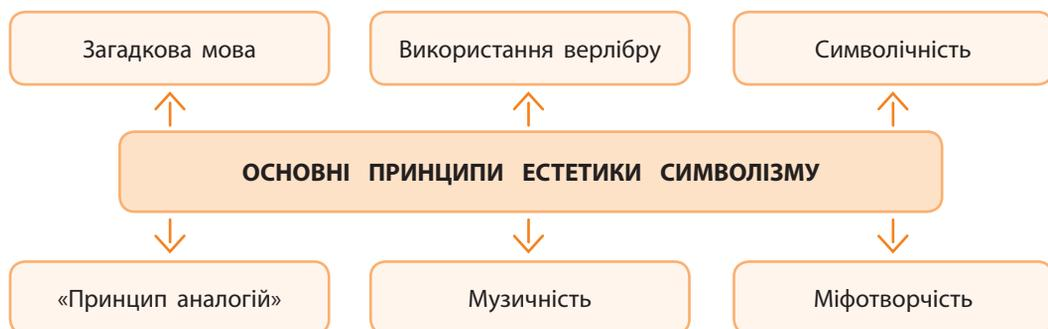 Загадкова мова
Використання верлібру
Символічність
ОСНОВНІ ПРИНЦИПИ ЕСТЕТИКИ СИМВОЛІЗМУ
«Принцип аналогій»
Музичність
Міфотворчість